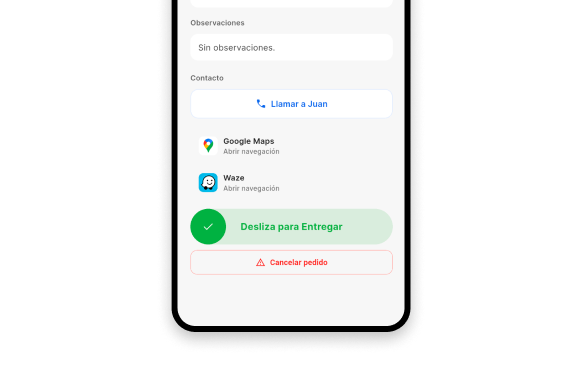 Observaciones
Sin observaciones.
Contacto
Llamar a Juan
Google Maps
Abrir navegación
Waze
Abrir navegación
Desliza para Entregar
Cancelar pedido